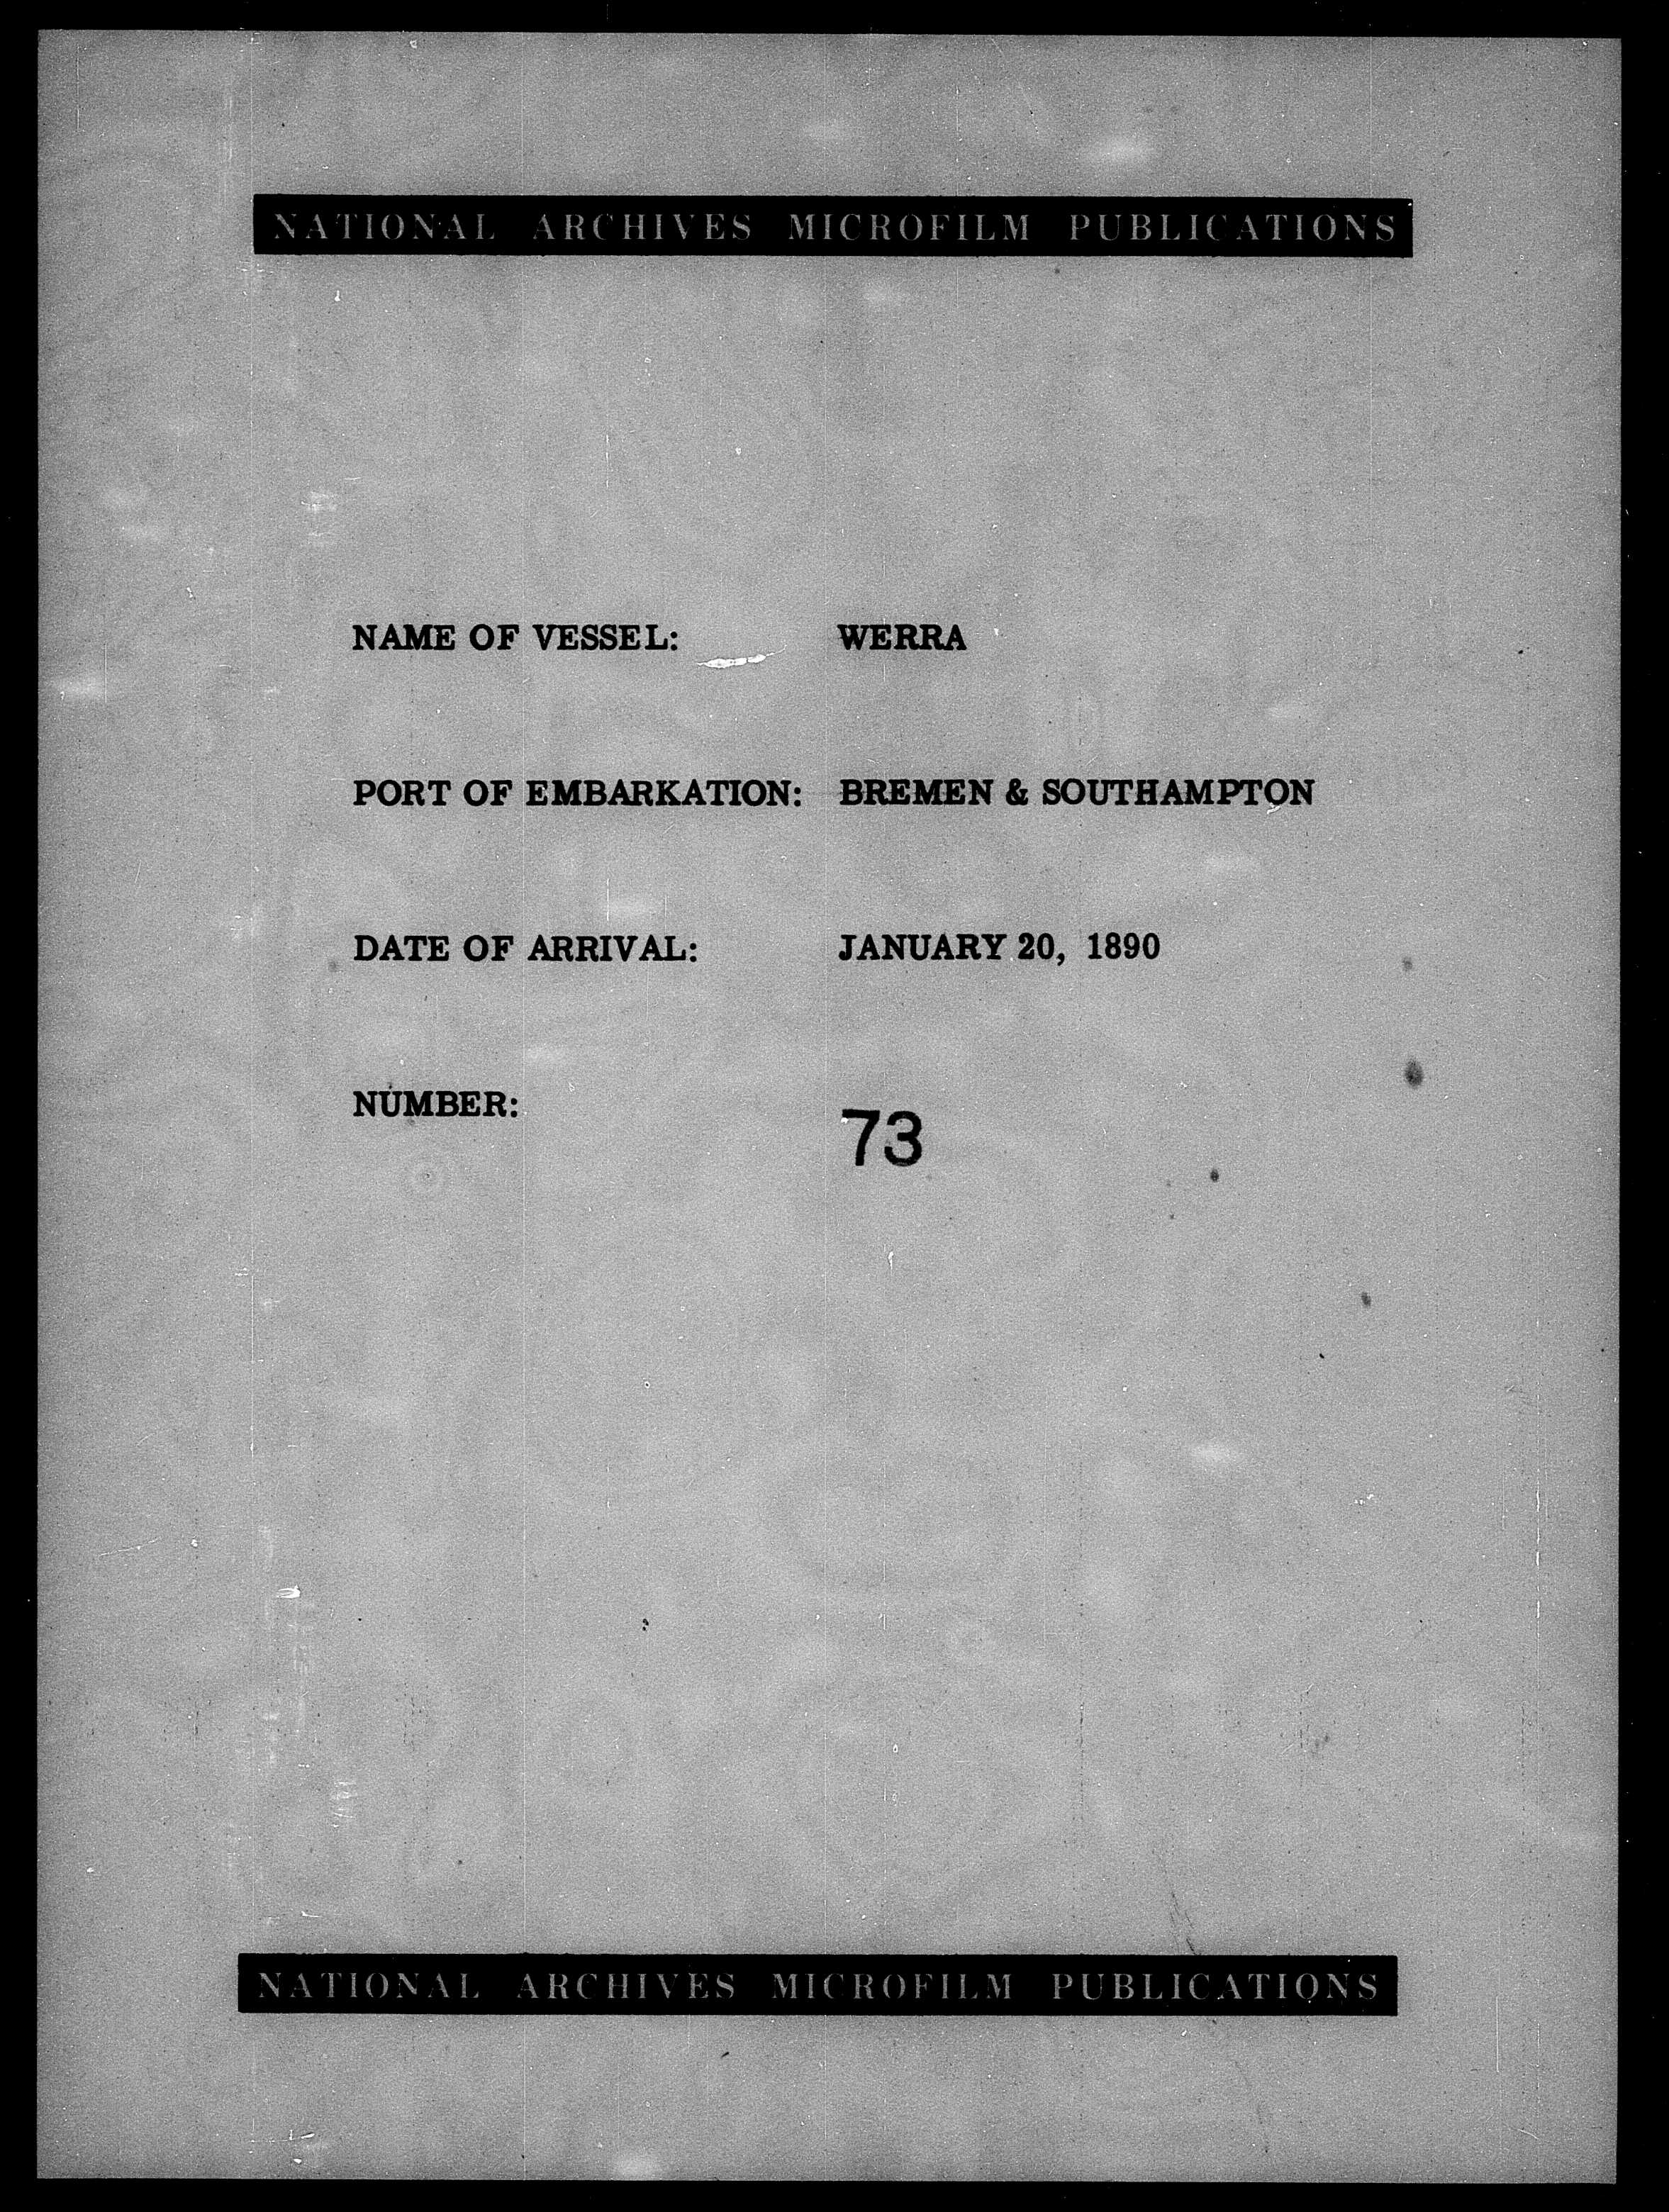 NATIONAL ARCHIVES MICROFILM PUBLICATIONS
NAME OF VESSEL: WERRA
PORT OF EMBARKATION: BREMEN & SOUTHAMPTON
DATE OF ARRIVAL: JANUARY 20, 1890
NUMBER: 73
NATIONAL ARCHIVES MICROFILM PUBLICATIONS